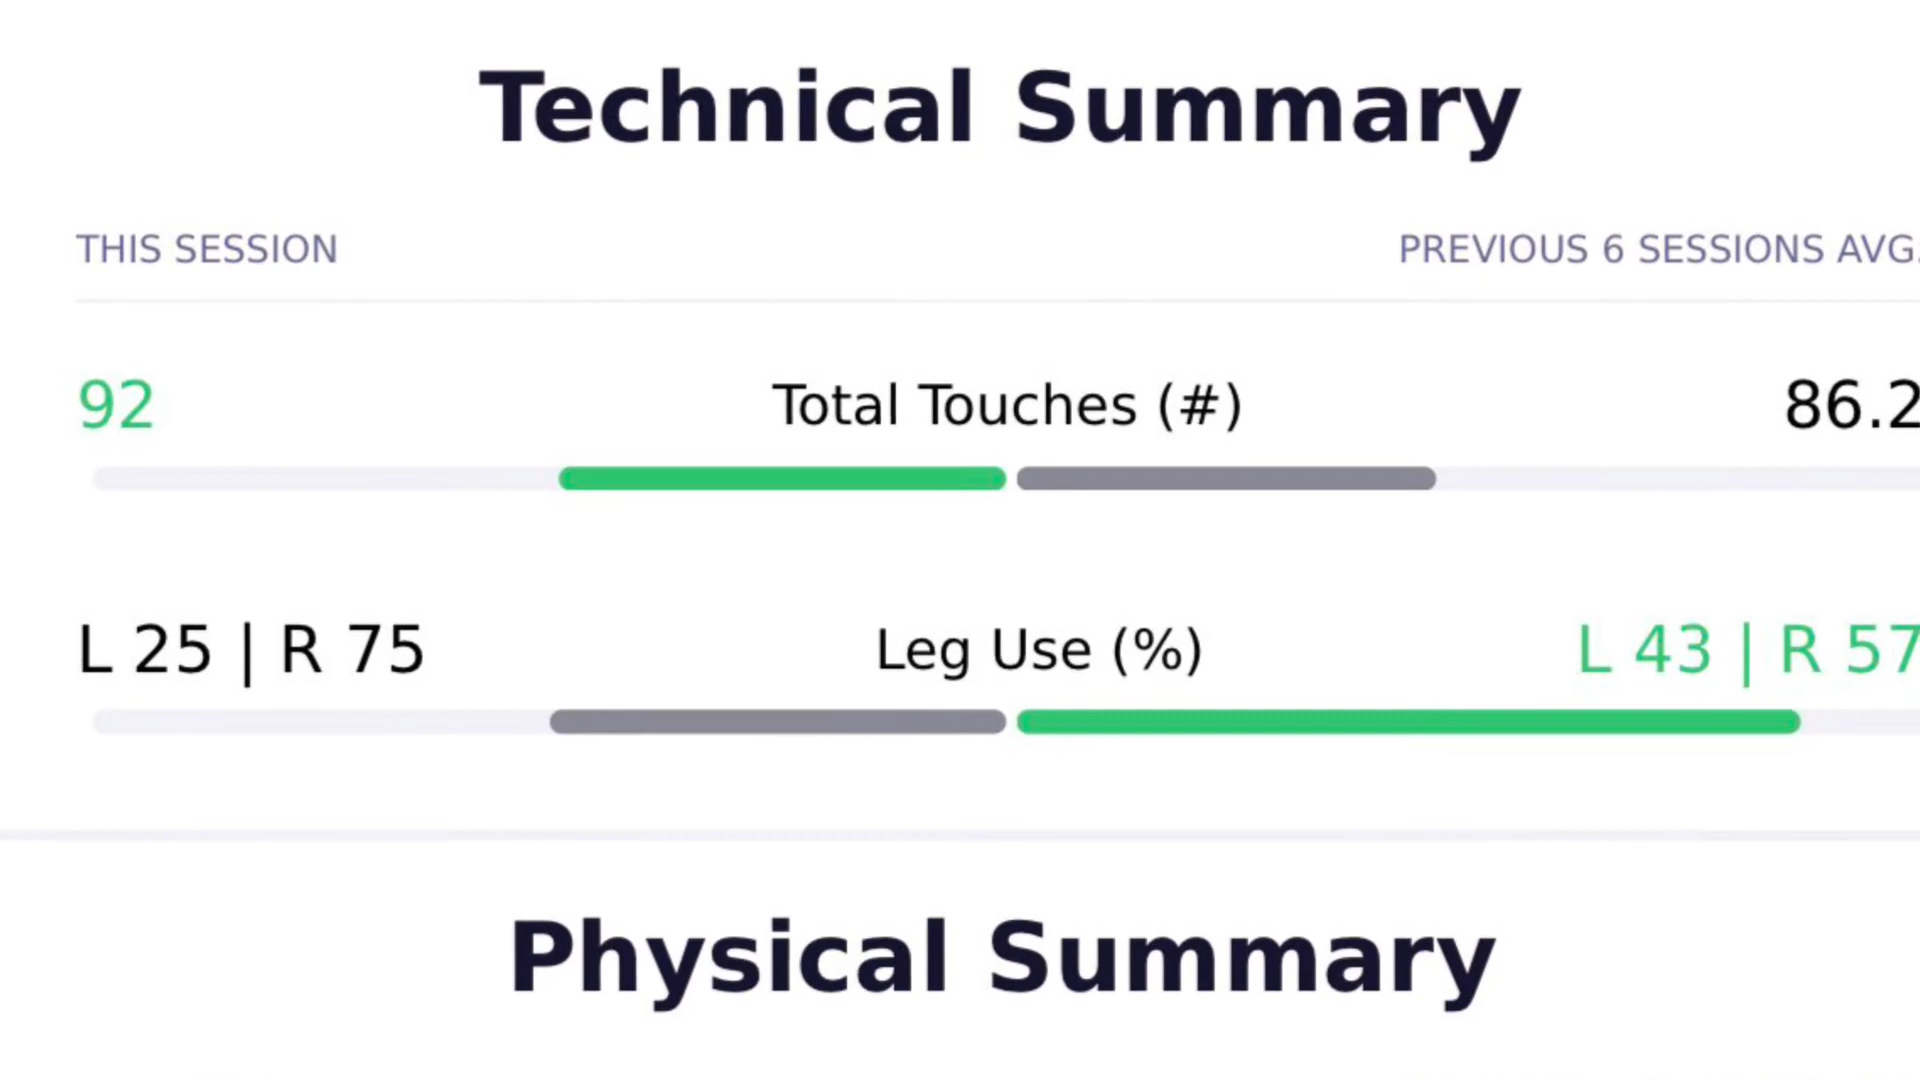 Technical Summary
THIS SESSION PREVIOUS 6 SESSIONS AVG.
92 Total Touches (#) 86.2
L 25 | R 75 Leg Use (%) L 43 | R 57
Physical Summary